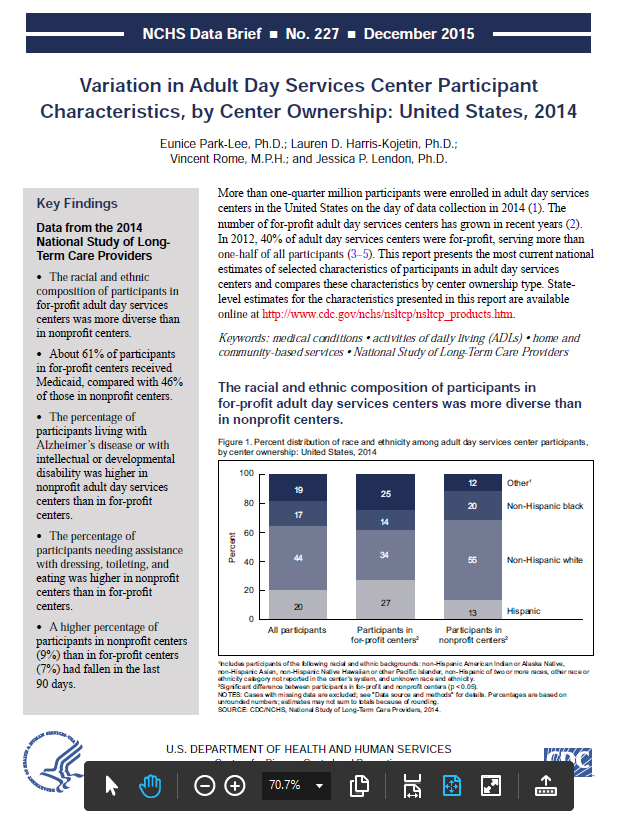 NCHS Data Brief ■ No. 227 ■ December 2015
Variation in Adult Day Services Center Participant
Characteristics, by Center Ownership: United States, 2014
Eunice Park-Lee, Ph.D.; Lauren D. Harris-Kojetin, Ph.D.;
Vincent Rome, M.P.H.; and Jessica P. Lendon, Ph.D.
Key Findings
Data from the 2014
National Study of Long-
Term Care Providers
• The racial and ethnic
composition of participants in
for-profit adult day services
centers was more diverse than
in nonprofit centers.
• About 61% of participants
in for-profit centers received
Medicaid, compared with 46%
of those in nonprofit centers.
• The percentage of
participants living with
Alzheimer's disease or with
intellectual or developmental
disability was higher in
nonprofit adult day services
centers than in for-profit
centers.
• The percentage of
participants needing assistance
with dressing, toileting, and
eating was higher in nonprofit
centers than in for-profit
centers.
• A higher percentage of
participants in nonprofit centers
(9%) than in for-profit centers
(7%) had fallen in the last
90 days.
More than one-quarter million participants were enrolled in adult day services
centers in the United States on the day of data collection in 2014 (1). The
number of for-profit adult day services centers has grown in recent years (2).
In 2012, 40% of adult day services centers were for-profit, serving more than
one-half of all participants (3–5). This report presents the most current national
estimates of selected characteristics of participants in adult day services
centers and compares these characteristics by center ownership type. State-
level estimates for the characteristics presented in this report are available
online at http://www.cdc.gov/nchs/nsltcp/nsltcp_products.htm.
Keywords: medical conditions • activities of daily living (ADLs) • home and
community-based services • National Study of Long-Term Care Providers
The racial and ethnic composition of participants in
for-profit adult day services centers was more diverse than
in nonprofit centers.
Figure 1. Percent distribution of race and ethnicity among adult day services center participants,
by center ownership: United States, 2014
Percent
100
80
60
40
20
0
19
17
44
20
25
14
34
27
12
20
55
13
Other¹
Non-Hispanic black
Non-Hispanic white
Hispanic
All participants
Participants in
for-profit centers²
Participants in
nonprofit centers²
¹Includes participants of the following racial and ethnic backgrounds: non-Hispanic American Indian or Alaska Native,
non-Hispanic Asian, non-Hispanic Native Hawaiian or other Pacific Islander, non-Hispanic of two or more races, other race or
ethnicity category not reported in the center's system, and unknown race and ethnicity.
²Significant difference between participants in for-profit and nonprofit centers (p < 0.05).
NOTES: Cases with missing data are excluded; see "Data source and methods" for details. Percentages are based on
unrounded numbers; estimates may not sum to totals because of rounding.
SOURCE: CDC/NCHS, National Study of Long-Term Care Providers, 2014.
U.S. DEPARTMENT OF HEALTH AND HUMAN SERVICES
CDC
70.7%